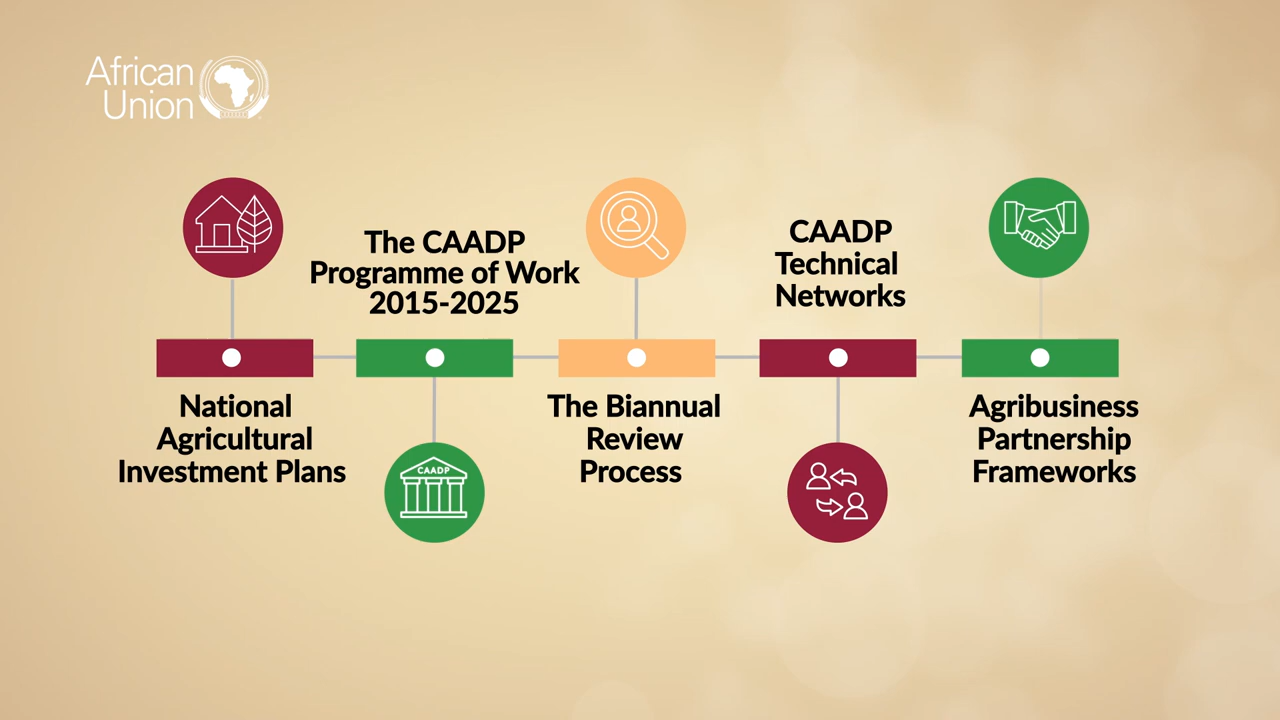 African
Union
National
Agricultural
Investment Plans
The CAADP
Programme of Work
2015-2025
CAADP
The Biannual
Review
Process
CAADP
Technical
Networks
Agribusiness
Partnership
Frameworks